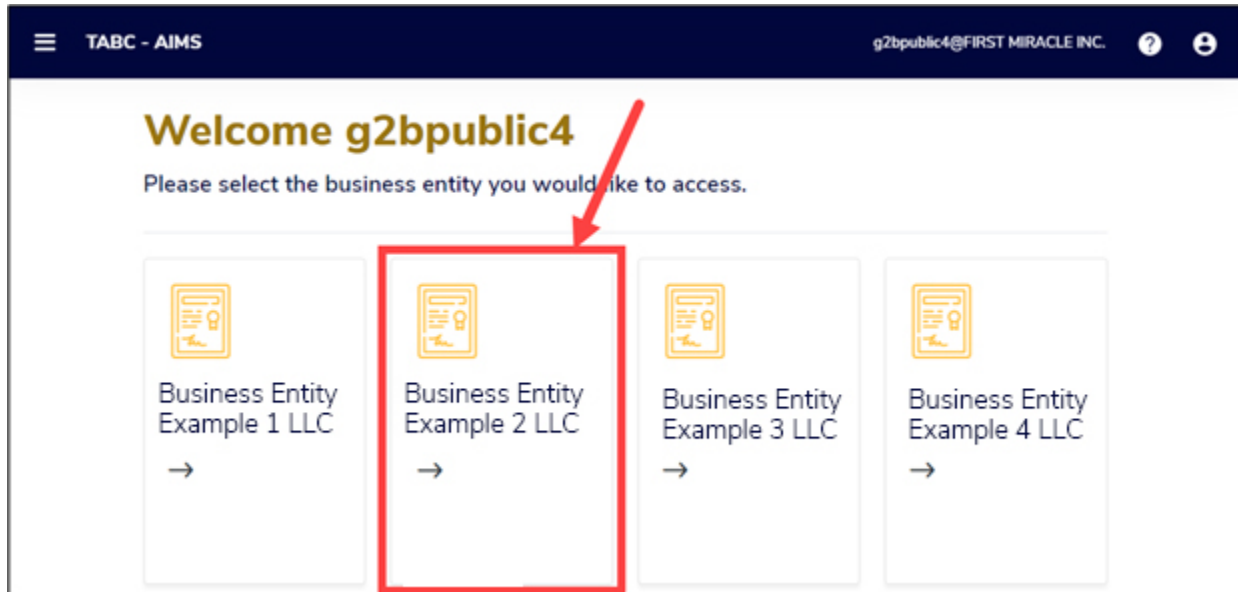 TABC - AIMS
g2bpublic4@FIRST MIRACLE INC.
?
Welcome g2bpublic4
Please select the business entity you would like to access.
Business Entity
Example 1 LLC
→
Business Entity
Example 2 LLC
→
Business Entity
Example 3 LLC
→
Business Entity
Example 4 LLC
→